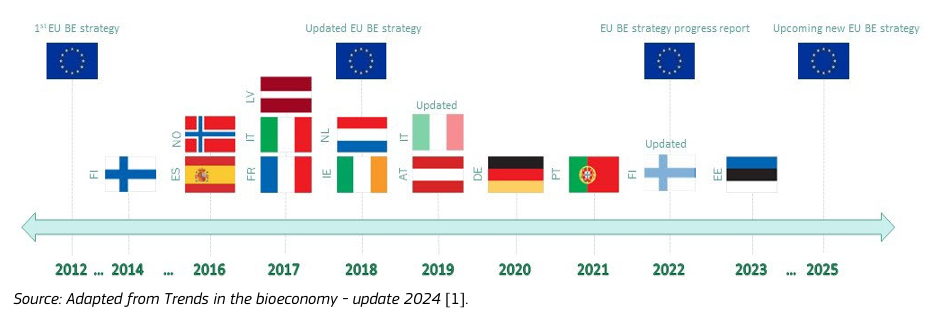 1st EU BE strategy
Updated EU BE strategy
EU BE strategy progress report
Upcoming new EU BE strategy
LV
Updated
NO
IT
NL
IT
Updated
FI
ES
FR
IE
AT
DE
PT
FI
EE
2012 ... 2014 ... 2016 2017 2018 2019 2020 2021 2022 2023 ... 2025
Source: Adapted from Trends in the bioeconomy - update 2024 [1].